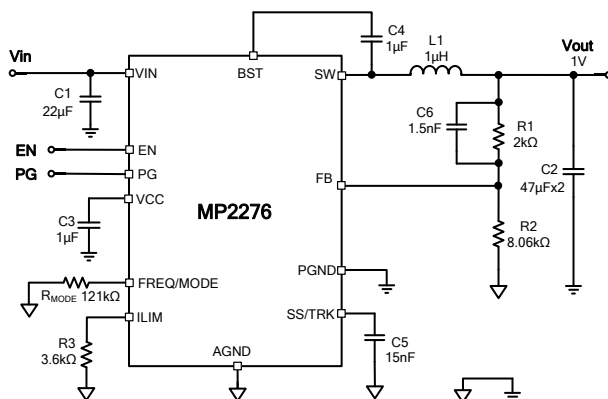 Vin
C1
22µF
EN
PG
C3
1µF
RMODE 121kΩ
R3
3.6kΩ
VIN
EN
PG
VCC
FREQ/MODE
ILIM
BST
MP2276
SW
FB
PGND
SS/TRK
AGND
C4
1µF
L1
1µH
Vout
1V
C6
1.5nF
R1
2kΩ
C2
47µFx2
R2
8.06kΩ
C5
15nF